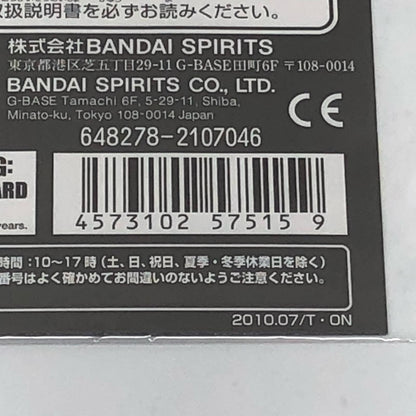 取扱説明書を必ずお読みください。
株式会社BANDAI SPIRITS
東京都港区芝五丁目29-11 G-BASE田町6F 〒108-0014
BANDAI SPIRITS CO., LTD.
G-BASE Tamachi 6F, 5-29-11, Shiba,
Minato-ku, Tokyo 108-0014 Japan
CE
648278-2107046
G:
ARD
years.
4573102 57515 9
時間:10~17時(土、日、祝日、夏季・冬季休業日を除く)
番号はよく確かめてお間違いのないようご注意ください。
2010.07/T・ON